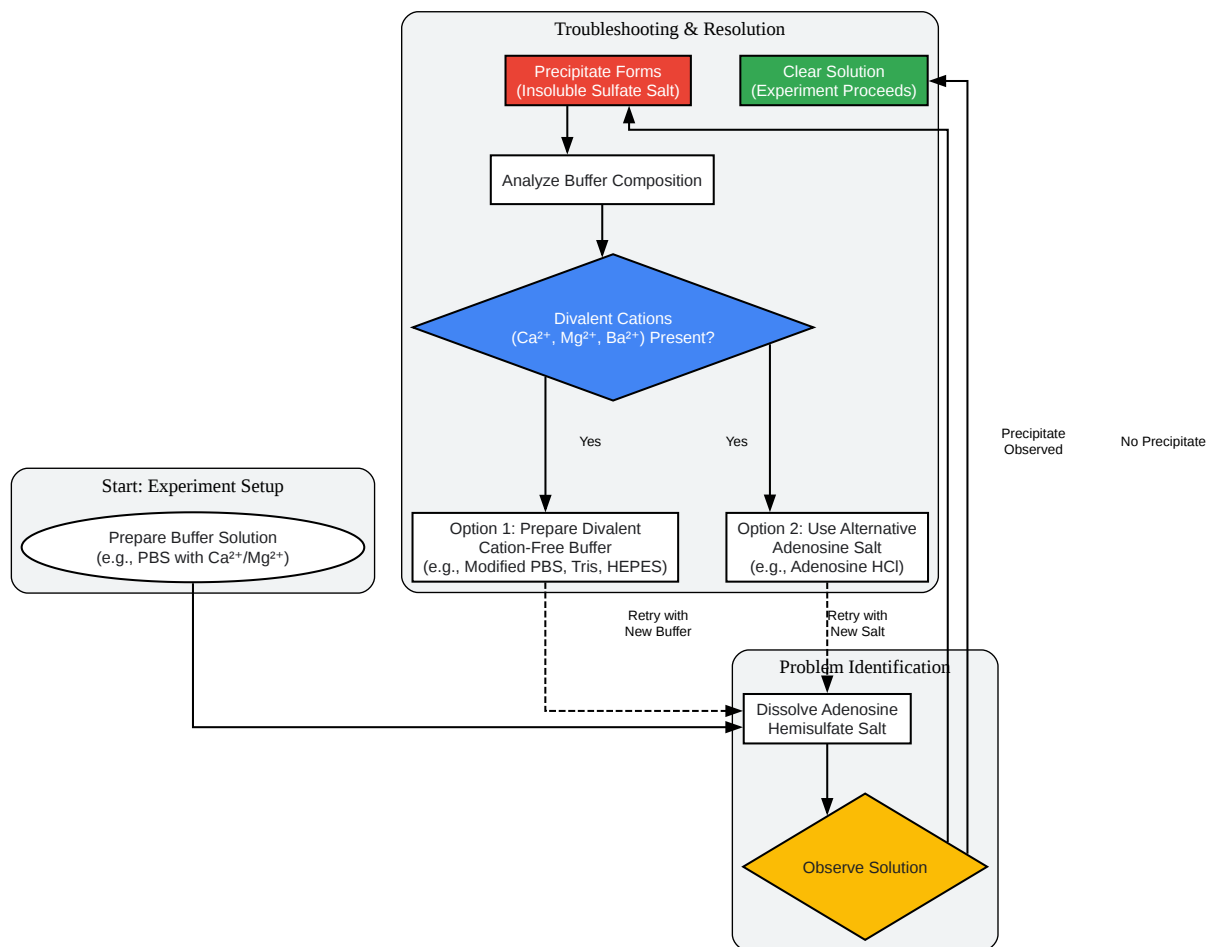 Troubleshooting & Resolution
Precipitate Forms
(Insoluble Sulfate Salt)
Clear Solution
(Experiment Proceeds)
Analyze Buffer Composition
Divalent Cations
(Ca²⁺, Mg²⁺, Ba²⁺) Present?
Yes
Yes
Precipitate
Observed
No Precipitate
Start: Experiment Setup
Prepare Buffer Solution
(e.g., PBS with Ca²⁺/Mg²⁺)
Option 1: Prepare Divalent
Cation-Free Buffer
(e.g., Modified PBS, Tris, HEPES)
Option 2: Use Alternative
Adenosine Salt
(e.g., Adenosine HCl)
Retry with
New Buffer
Retry with
New Salt
Problem Identification
Dissolve Adenosine
Hemisulfate Salt
Observe Solution